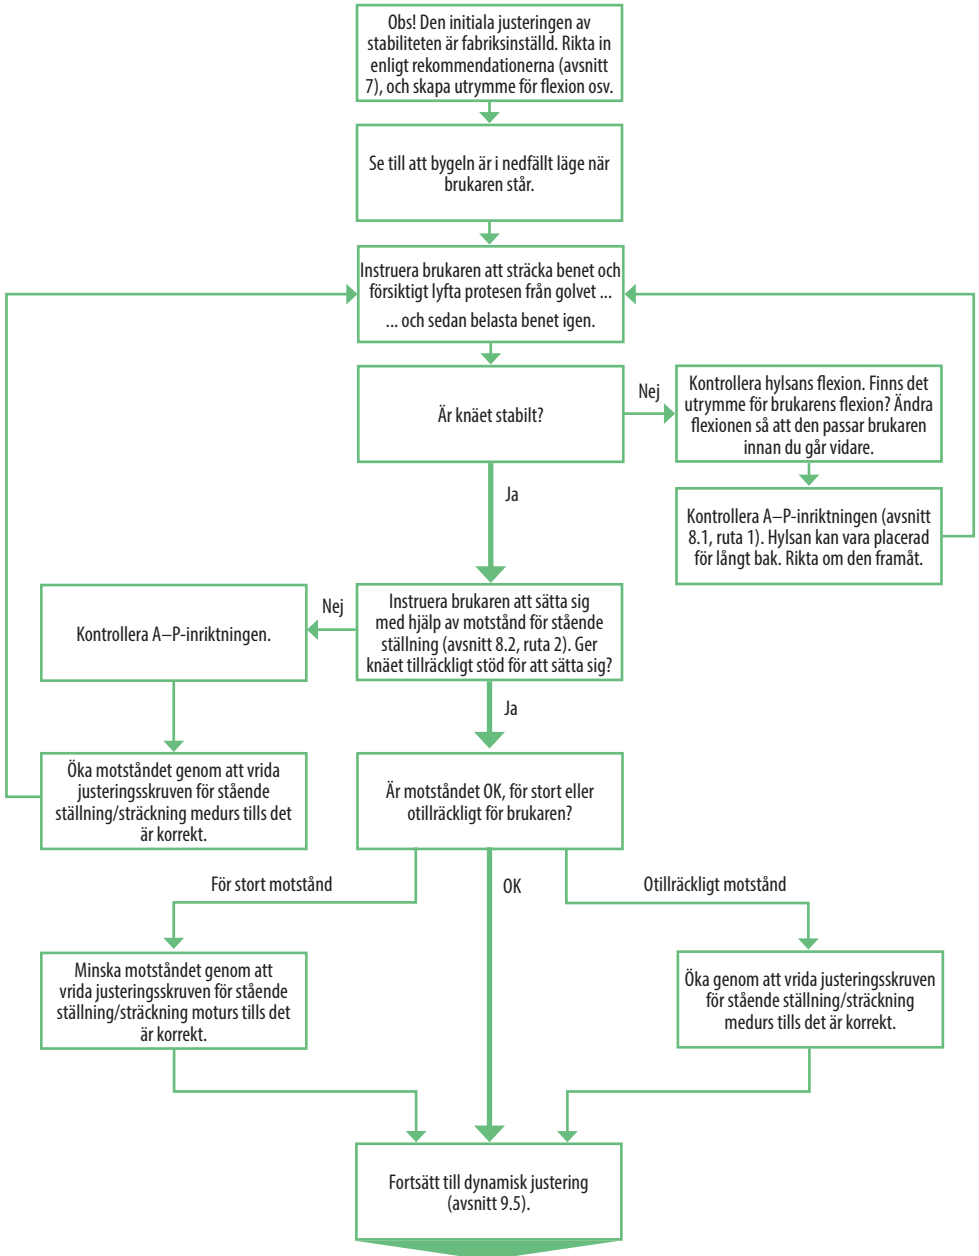 Obs! Den initiala justeringen av
stabiliteten är fabriksinställd. Rikta in
enligt rekommendationerna (avsnitt
7), och skapa utrymme för flexion osv.
Se till att bygeln är i nedfällt läge när
brukaren står.
Instruera brukaren att sträcka benet och
försiktigt lyfta protesen från golvet ...
... och sedan belasta benet igen.
Är knäet stabilt?
Nej
Kontrollera hylsans flexion. Finns det
utrymme för brukarens flexion? Ändra
flexionen så att den passar brukaren
innan du går vidare.
Kontrollera A–P-inriktningen (avsnitt
8.1, ruta 1). Hylsan kan vara placerad
för långt bak. Rikta om den framåt.
Ja
Instruera brukaren att sätta sig
med hjälp av motstånd för stående
ställning (avsnitt 8.2, ruta 2). Ger
knäet tillräckligt stöd för att sätta sig?
Nej
Kontrollera A–P-inriktningen.
Öka motståndet genom att vrida
justeringsskruven för stående
ställning/sträckning medurs tills det
är korrekt.
Ja
Är motståndet OK, för stort eller
otillräckligt för brukaren?
För stort motstånd
OK
Otillräckligt motstånd
Minska motståndet genom att
vrida justeringsskruven för stående
ställning/sträckning moturs tills det
är korrekt.
Öka genom att vrida justeringsskruven
för stående ställning/sträckning
medurs tills det är korrekt.
Fortsätt till dynamisk justering
(avsnitt 9.5).